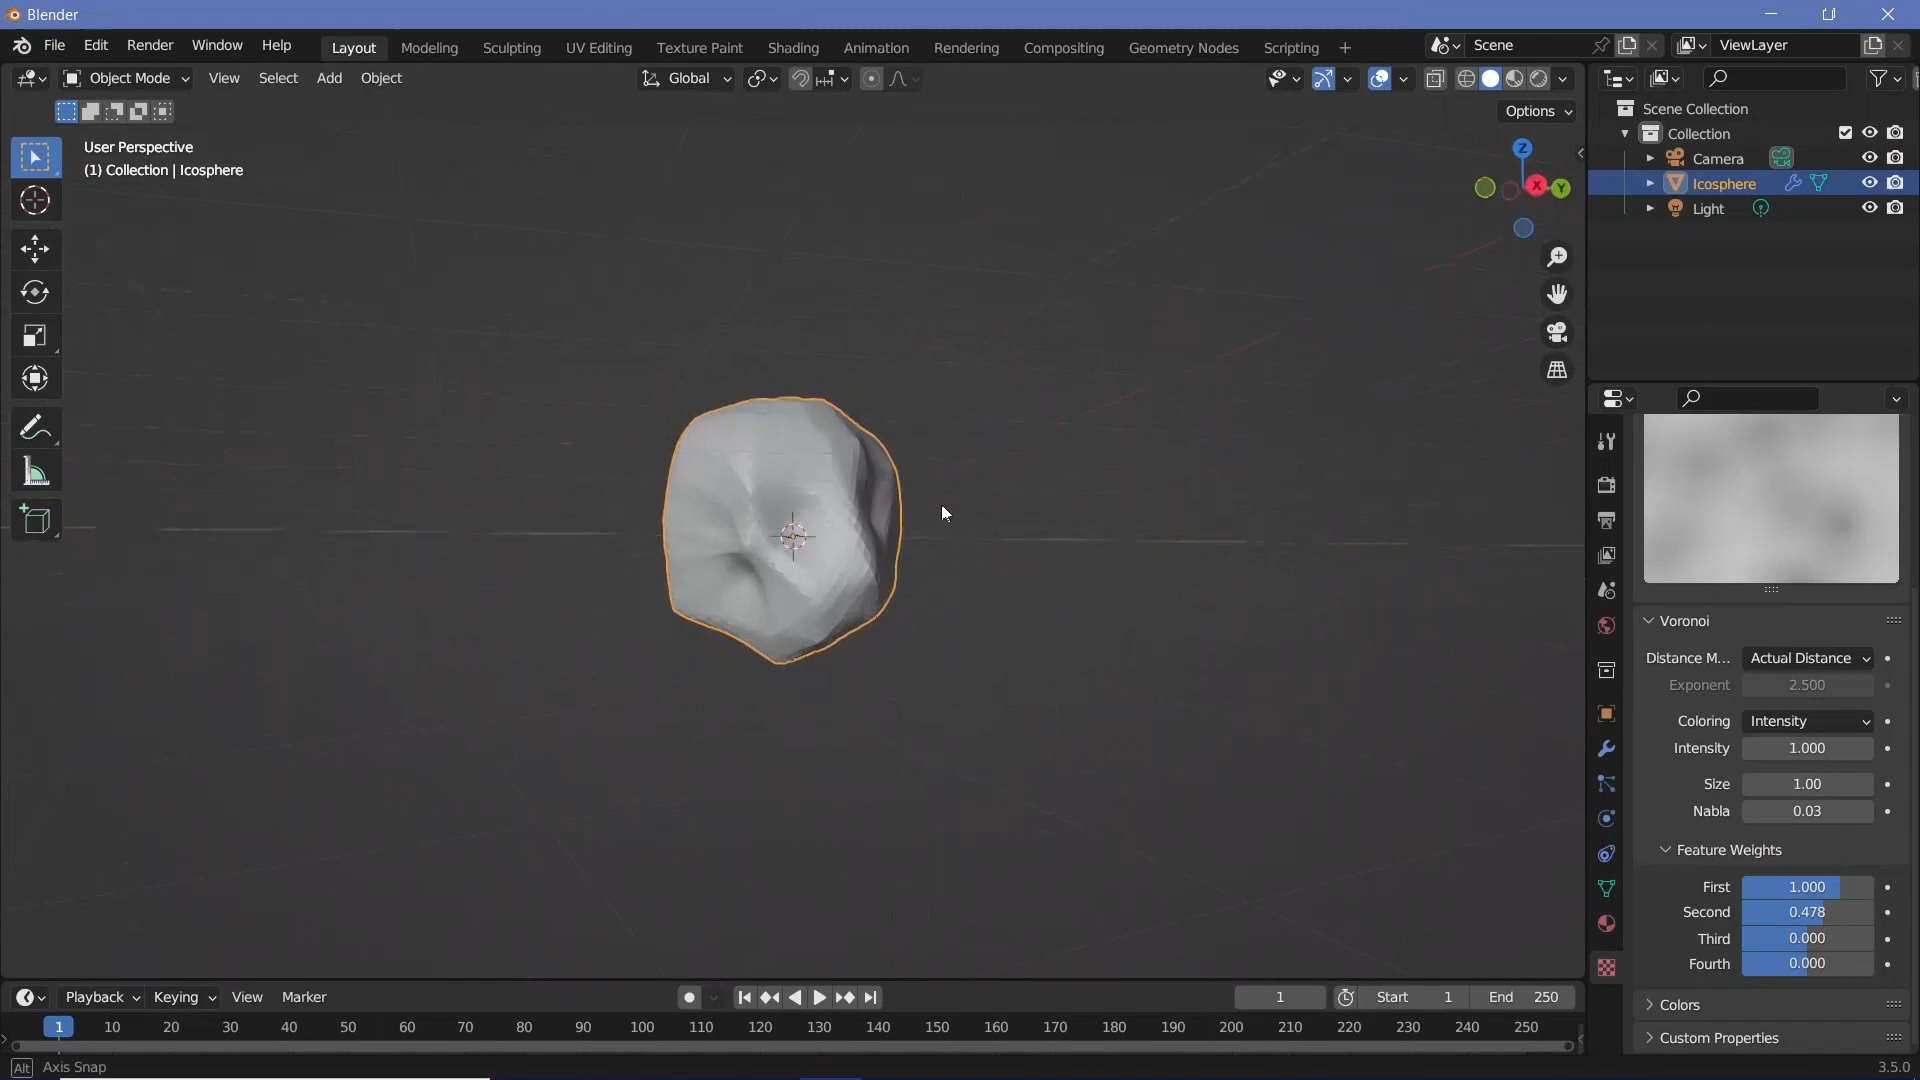 Blender
File Edit Render Window Help Layout Modeling Sculpting UV Editing Texture Paint Shading Animation Rendering Compositing Geometry Nodes Scripting + Scene ViewLayer
Object Mode View Select Add Object Global
Options
User Perspective
(1) Collection | Icosphere
Z
X
Y
Scene Collection
Collection
Camera
Icosphere
Light
Voronoi
Distance M... Actual Distance
Exponent 2.500
Coloring Intensity
Intensity 1.000
Size 1.00
Nabla 0.03
Feature Weights
First 1.000
Second 0.478
Third 0.000
Fourth 0.000
Colors
Custom Properties
Playback Keying View Marker 1 Start 1 End 250
1 10 20 30 40 50 60 70 80 90 100 110 120 130 140 150 160 170 180 190 200 210 220 230 240 250
Alt Axis Snap 3.5.0